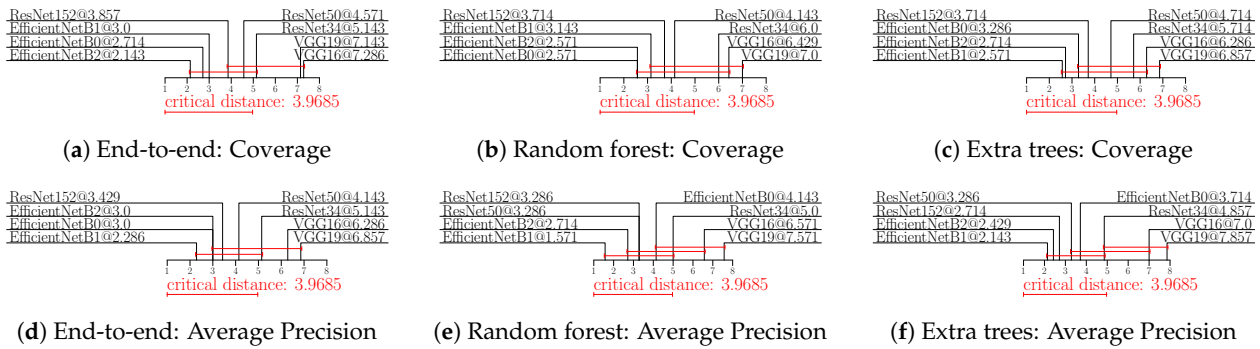 ResNet152@3.857 ResNet50@4.571
EfficientNetB1@3.0 ResNet34@5.143
EfficientNetB0@2.714 VGG19@7.143
EfficientNetB2@2.143 VGG16@7.286
1 2 3 4 5 6 7 8
critical distance: 3.9685
(a) End-to-end: Coverage
ResNet152@3.714 ResNet50@4.143
EfficientNetB1@3.143 ResNet34@6.0
EfficientNetB2@2.571 VGG16@6.429
EfficientNetB0@2.571 VGG19@7.0
1 2 3 4 5 6 7 8
critical distance: 3.9685
(b) Random forest: Coverage
ResNet152@3.714 ResNet50@4.714
EfficientNetB0@3.286 ResNet34@5.714
EfficientNetB2@2.714 VGG16@6.286
EfficientNetB1@2.571 VGG19@6.857
1 2 3 4 5 6 7 8
critical distance: 3.9685
(c) Extra trees: Coverage
ResNet152@3.429 ResNet50@4.143
EfficientNetB2@3.0 ResNet34@5.143
EfficientNetB0@3.0 VGG16@6.286
EfficientNetB1@2.286 VGG19@6.857
1 2 3 4 5 6 7 8
critical distance: 3.9685
(d) End-to-end: Average Precision
ResNet152@3.286 EfficientNetB0@4.143
ResNet50@3.286 ResNet34@5.0
EfficientNetB2@2.714 VGG16@6.571
EfficientNetB1@1.571 VGG19@7.571
1 2 3 4 5 6 7 8
critical distance: 3.9685
(e) Random forest: Average Precision
ResNet50@3.286 EfficientNetB0@3.714
ResNet152@2.714 ResNet34@4.857
EfficientNetB2@2.429 VGG16@7.0
EfficientNetB1@2.143 VGG19@7.857
1 2 3 4 5 6 7 8
critical distance: 3.9685
(f) Extra trees: Average Precision